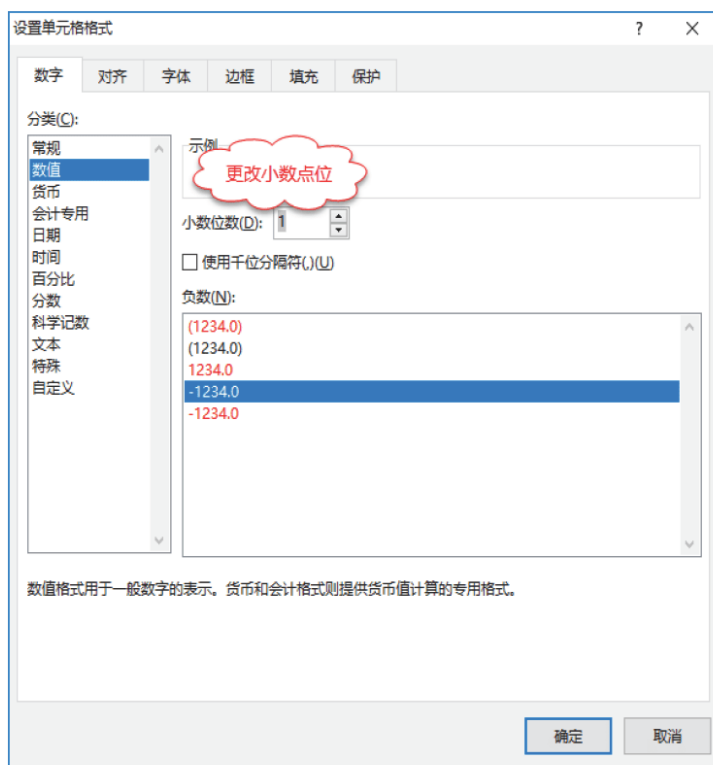 设置单元格格式
?
数字 对齐 字体 边框 填充 保护
分类(C):
常规
数值
货币
会计专用
日期
时间
百分比
分数
科学记数
文本
特殊
自定义
示例
更改小数点位
小数位数(D): 1
使用千位分隔符(,)(U)
负数(N):
(1234.0)
(1234.0)
1234.0
-1234.0
-1234.0
数值格式用于一般数字的表示。货币和会计格式则提供货币值计算的专用格式。
确定 取消